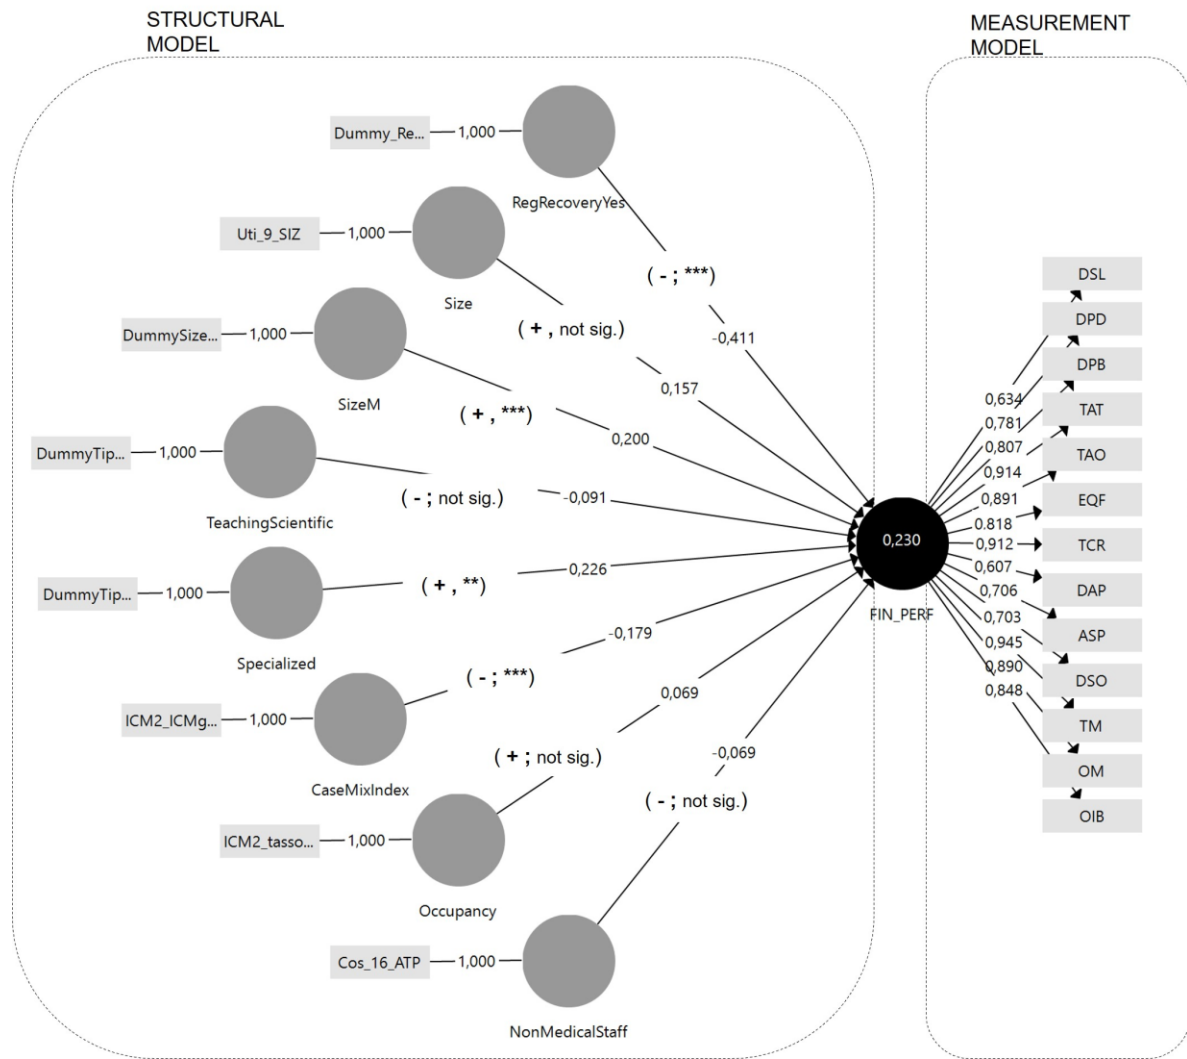 STRUCTURAL
MODEL
MEASUREMENT
MODEL
Dummy_Re...
1,000
RegRecoveryYes
Uti_9_SIZ
1,000
Size
DummySize...
1,000
SizeM
DummyTip...
1,000
TeachingScientific
DummyTip...
1,000
Specialized
ICM2_ICMg...
1,000
CaseMixIndex
ICM2_tasso...
1,000
Occupancy
Cos_16_ATP
1,000
NonMedicalStaff
( - ; ***)
-0,411
( + , not sig.)
0,157
( + , ***)
0,200
( - ; not sig.)
-0,091
( + , **)
0,226
( - ; ***)
-0,179
( + ; not sig.)
0,069
( - ; not sig.)
-0,069
0,230
FIN_PERF
0,634
0,781
0,807
0,914
0,891
0,818
0,912
0,607
0,706
0,703
0,945
0,890
0,848
DSL
DPD
DPB
TAT
TAO
EQF
TCR
DAP
ASP
DSO
TM
OM
OIB